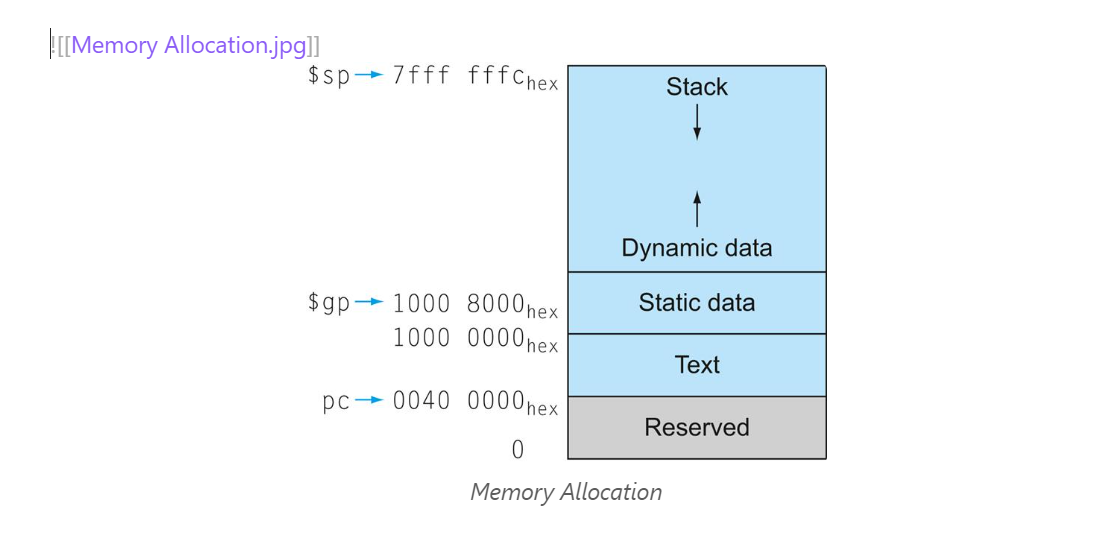 ![[Memory Allocation.jpg]]
$sp → 7fff fffc hex
Stack
Dynamic data
$gp → 1000 8000 hex
Static data
1000 0000 hex
Text
pc → 0040 0000 hex
Reserved
0
Memory Allocation